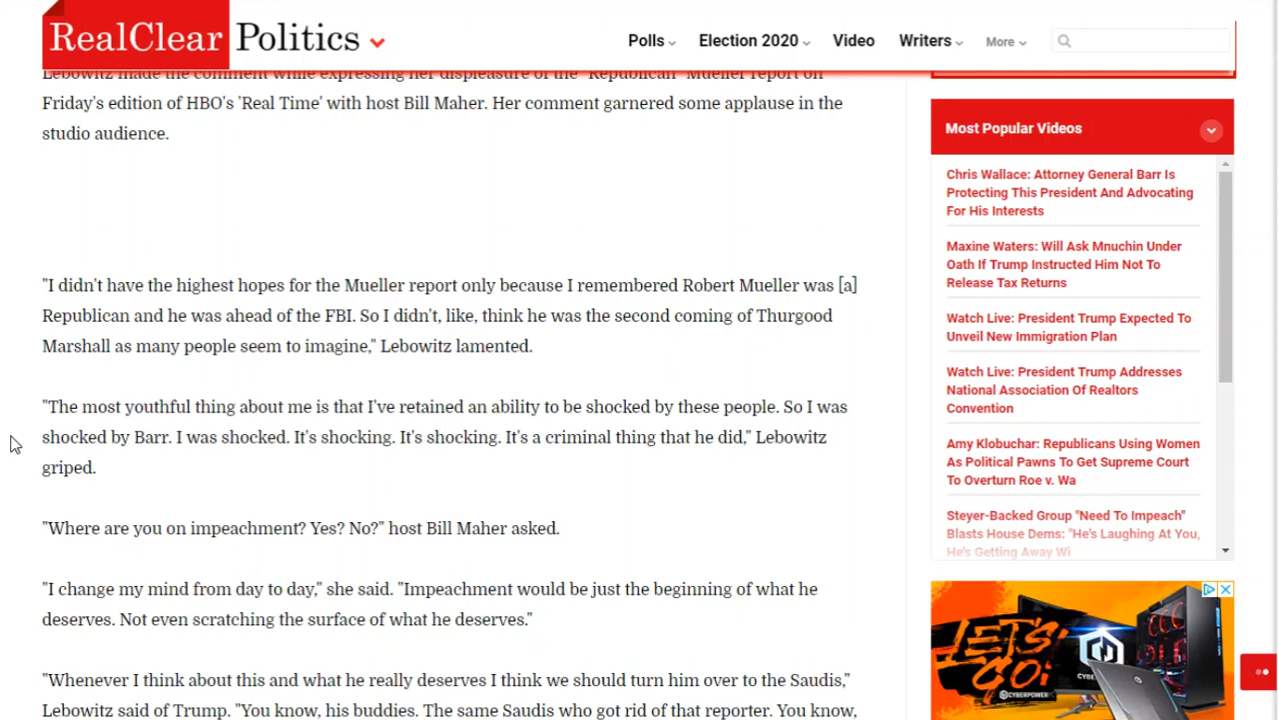 RealClear Politics
Polls
Election 2020
Video
Writers
More
Lebowitz made the comment while expressing her displeasure of the "Republican" Mueller report on
Friday's edition of HBO's 'Real Time' with host Bill Maher. Her comment garnered some applause in the
studio audience.
"I didn't have the highest hopes for the Mueller report only because I remembered Robert Mueller was [a]
Republican and he was ahead of the FBI. So I didn't, like, think he was the second coming of Thurgood
Marshall as many people seem to imagine," Lebowitz lamented.
"The most youthful thing about me is that I've retained an ability to be shocked by these people. So I was
shocked by Barr. I was shocked. It's shocking. It's shocking. It's a criminal thing that he did," Lebowitz
griped.
"Where are you on impeachment? Yes? No?" host Bill Maher asked.
"I change my mind from day to day," she said. "Impeachment would be just the beginning of what he
deserves. Not even scratching the surface of what he deserves."
"Whenever I think about this and what he really deserves I think we should turn him over to the Saudis,"
Lebowitz said of Trump. "You know, his buddies. The same Saudis who got rid of that reporter. You know,
Most Popular Videos
Chris Wallace: Attorney General Barr Is
Protecting This President And Advocating
For His Interests
Maxine Waters: Will Ask Mnuchin Under
Oath If Trump Instructed Him Not To
Release Tax Returns
Watch Live: President Trump Expected To
Unveil New Immigration Plan
Watch Live: President Trump Addresses
National Association Of Realtors
Convention
Amy Klobuchar: Republicans Using Women
As Political Pawns To Get Supreme Court
To Overturn Roe v. Wa
Steyer-Backed Group "Need To Impeach"
Blasts House Dems: "He's Laughing At You,
He's Getting Away Wi
LET'S
GO!
CYBERPOWER